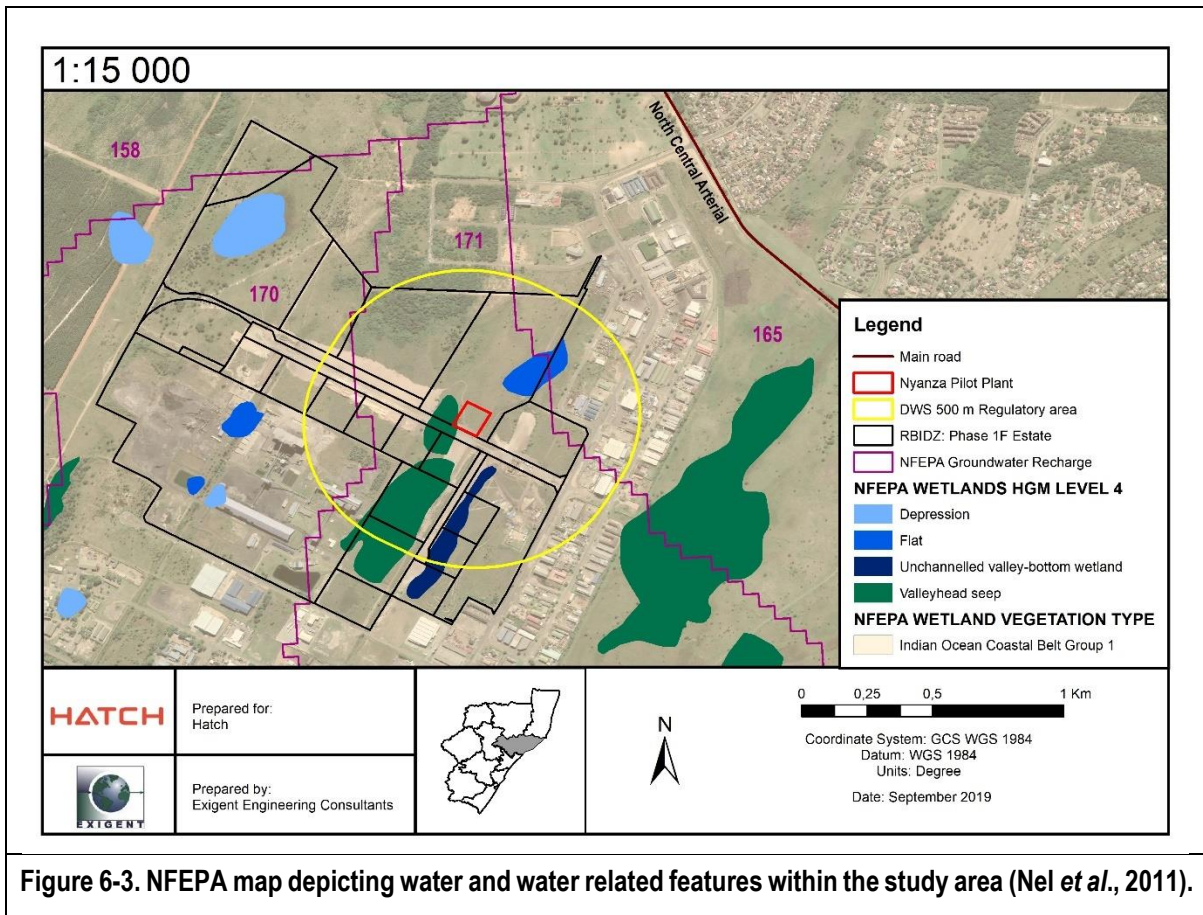 1:15 000
158
North Central Arterial
171
170
165
Legend
Main road
Nyanza Pilot Plant
DWS 500 m Regulatory area
RBIDZ: Phase 1F Estate
NFEPA Groundwater Recharge
NFEPA WETLANDS HGM LEVEL 4
Depression
Flat
Unchannelled valley-bottom wetland
Valleyhead seep
NFEPA WETLAND VEGETATION TYPE
Indian Ocean Coastal Belt Group 1
HATCH
Prepared for:
Hatch
EXIGENT
Prepared by:
Exigent Engineering Consultants
N
0 0,25 0,5 1 Km
Coordinate System: GCS WGS 1984
Datum: WGS 1984
Units: Degree
Date: September 2019
Figure 6-3. NFEPA map depicting water and water related features within the study area (Nel et al., 2011).